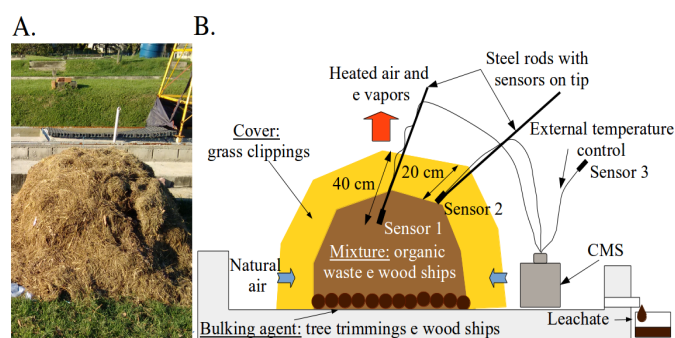 A.
B.
Heated air and
e vapors
Steel rods with
sensors on tip
Cover:
grass clippings
External temperature
control
Sensor 3
40 cm
20 cm
Sensor 2
Sensor 1
Mixture: organic
waste e wood ships
Natural
air
CMS
Leachate
Bulking agent: tree trimmings e wood ships